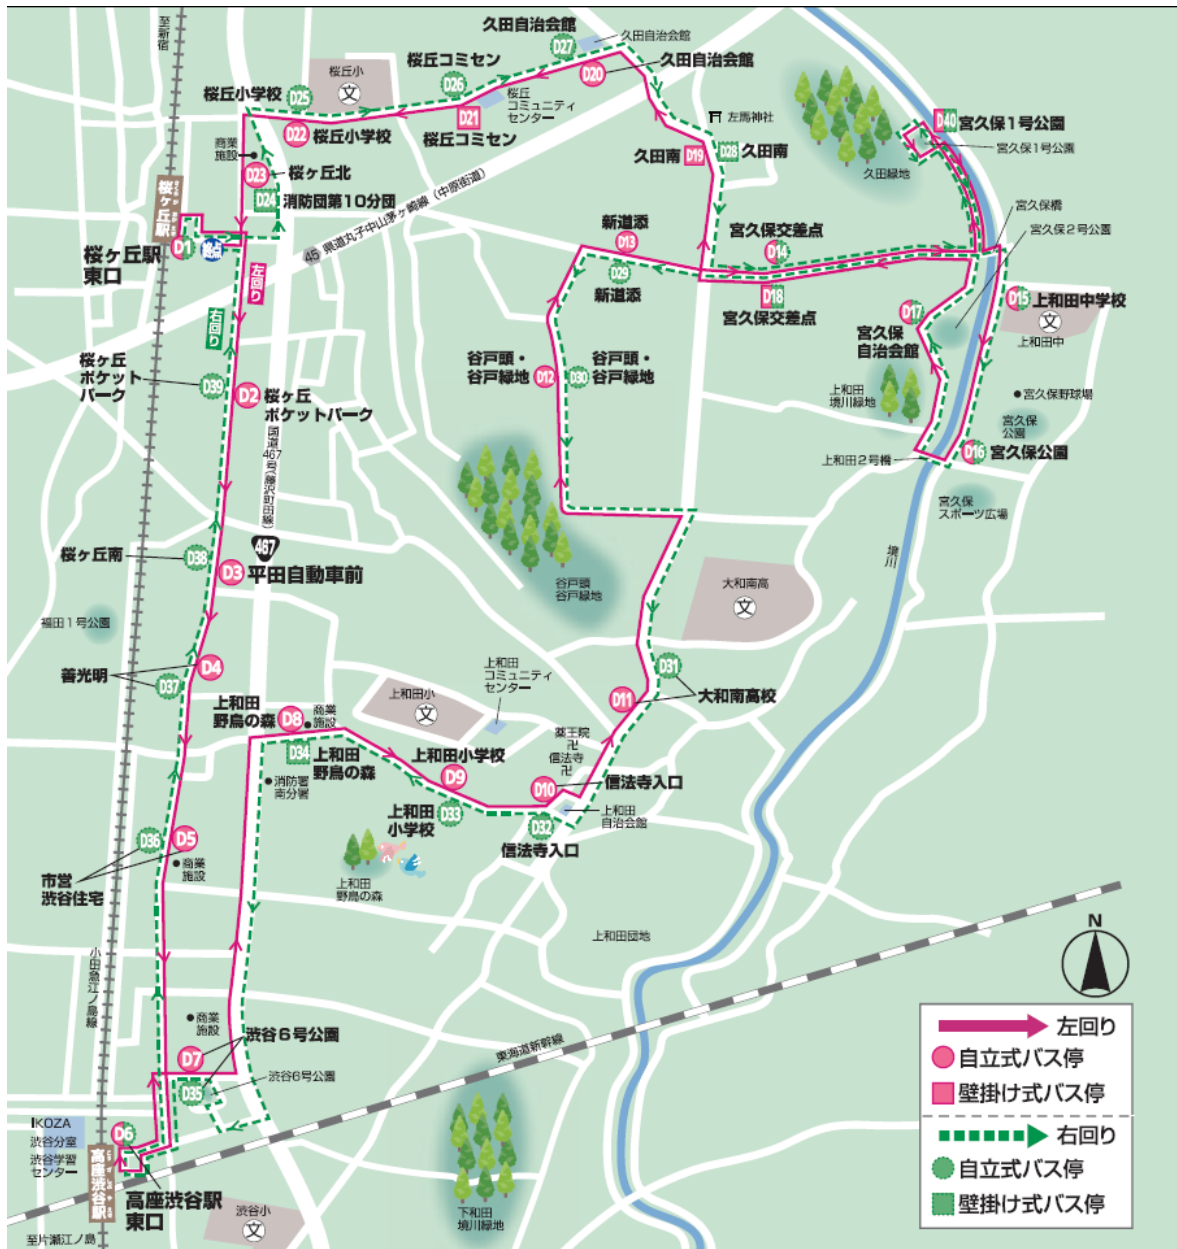 至新宿
久田自治会館
D27
久田自治会館
桜丘コミセン
D26
D20
久田自治会館
桜丘小
文
桜丘小学校
D25
桜丘
コミュニティ
センター
D21
桜丘コミセン
D22
桜丘小学校
商業
施設
D23
桜ヶ丘北
D24
消防団第10分団
左馬神社
久田南
D19
D28
久田南
D40
宮久保1号公園
宮久保1号公園
久田緑地
宮久保橋
宮久保2号公園
桜ヶ丘駅
D1
終点
桜ヶ丘駅
東口
45
県道丸子中山茅ヶ崎線(中原街道)
左回り
右回り
新道添
D13
D29
新道添
宮久保交差点
D14
D18
宮久保交差点
D15
上和田中学校
文
上和田中
D17
宮久保
自治会館
谷戸頭・
谷戸緑地
D12
D30
谷戸頭・
谷戸緑地
桜ヶ丘
ポケット
パーク
D39
D2
桜ヶ丘
ポケットパーク
国道467号(藤沢町田線)
上和田
境川緑地
宮久保野球場
宮久保
公園
上和田2号橋
D16
宮久保公園
宮久保
スポーツ広場
境川
467
桜ヶ丘南
D38
D3
平田自動車前
谷戸頭
谷戸緑地
大和南高
文
福田1号公園
善光明
D4
D37
上和田
コミュニティ
センター
D31
D11
大和南高校
上和田小
文
上和田
野鳥の森
D8
商業
施設
D34
上和田
野鳥の森
消防署
南分署
上和田小学校
D9
薬王院
卍
信法寺
卍
D10
信法寺入口
上和田
自治会館
D33
上和田
小学校
D32
信法寺入口
D36
D5
商業
施設
市営
渋谷住宅
上和田
野鳥の森
上和田団地
小田急江ノ島線
商業
施設
渋谷6号公園
D7
D35
渋谷6号公園
東海道新幹線
N
IKOZA
渋谷分室
渋谷学習
センター
D6
高座渋谷駅
高座渋谷駅
東口
渋谷小
文
下和田
境川緑地
至片瀬江ノ島
左回り
自立式バス停
壁掛け式バス停
右回り
自立式バス停
壁掛け式バス停